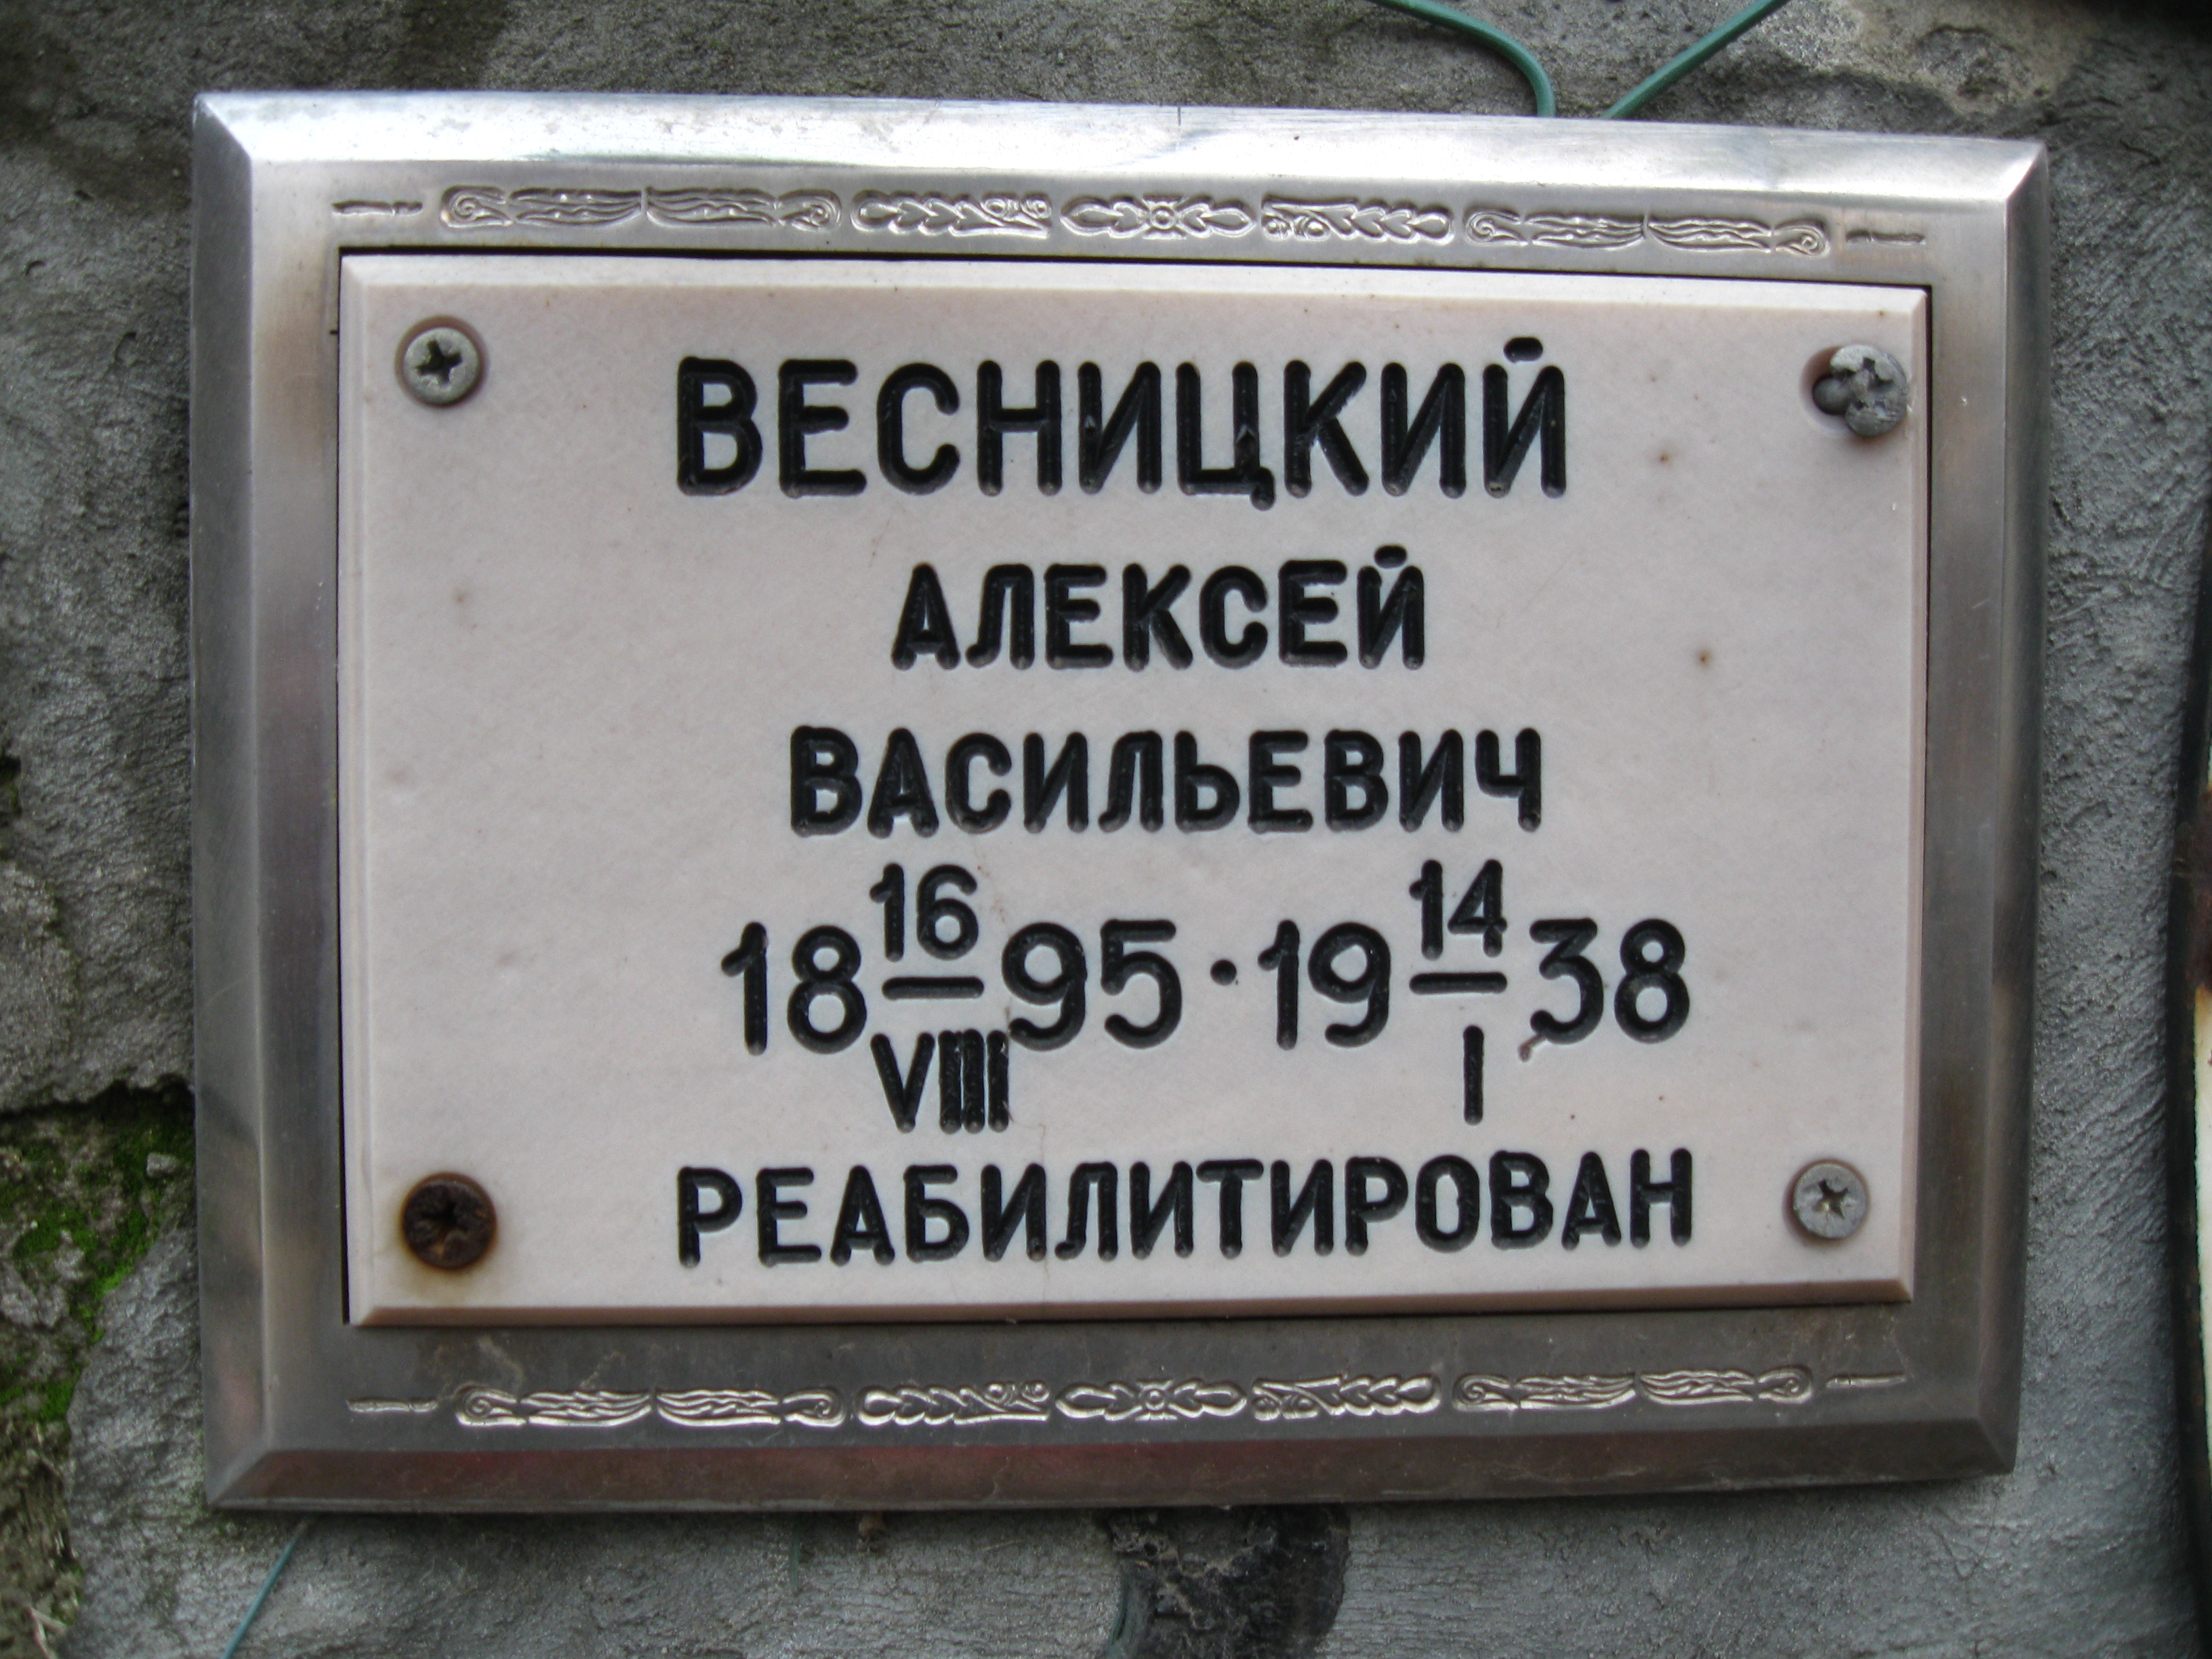 ВЕСНИЦКИЙ
АЛЕКСЕЙ
ВАСИЛЬЕВИЧ
18 16/VIII 95 · 19 14/I 38
РЕАБИЛИТИРОВАН